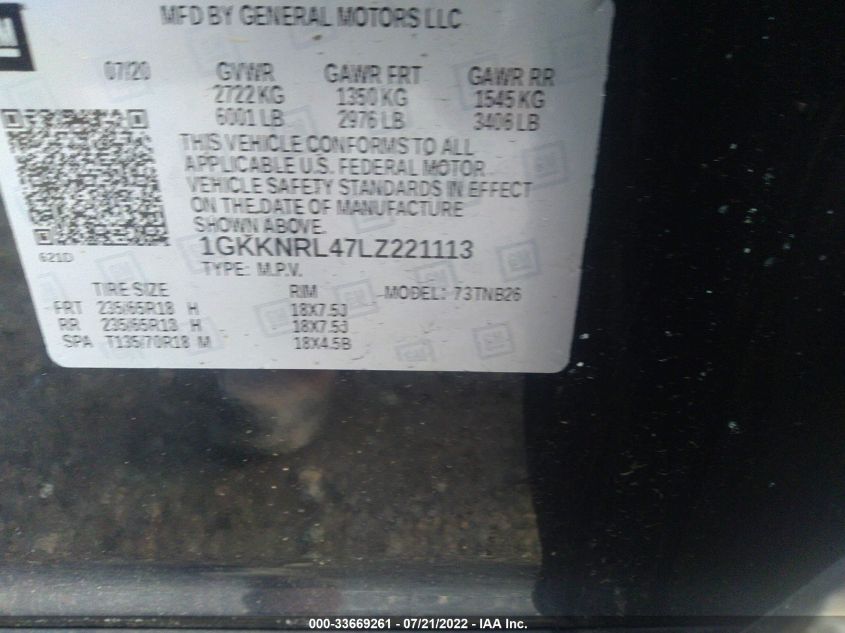 GM
MFD BY GENERAL MOTORS LLC
07/20 GVWR GAWR FRT GAWR RR
2722 KG 1350 KG 1545 KG
6001 LB 2976 LB 3406 LB
THIS VEHICLE CONFORMS TO ALL
APPLICABLE U.S. FEDERAL MOTOR
VEHICLE SAFETY STANDARDS IN EFFECT
ON THE DATE OF MANUFACTURE
SHOWN ABOVE.
1GKKNRL47LZ221113
621D
TYPE: M.P.V.
TIRE SIZE RIM MODEL: 73TNB26
FRT 235/65R18 H 18X7.5J
RR 235/65R18 H 18X7.5J
SPA T135/70R18 M 18X4.5B
000-33669261 - 07/21/2022 - IAA Inc.